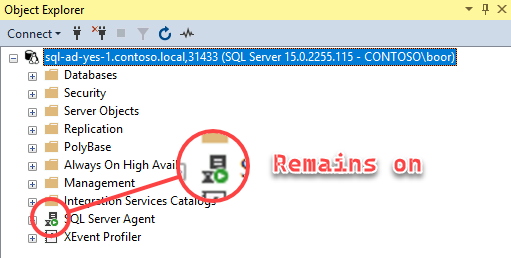 Object Explorer
Connect
sql-ad-yes-1.contoso.local,31433 (SQL Server 15.0.2255.115 - CONTOSO\boor)
Databases
Security
Server Objects
Replication
PolyBase
Always On High Avail
Management
Integration Services Catalogs
SQL Server Agent
XEvent Profiler
S
Remains on